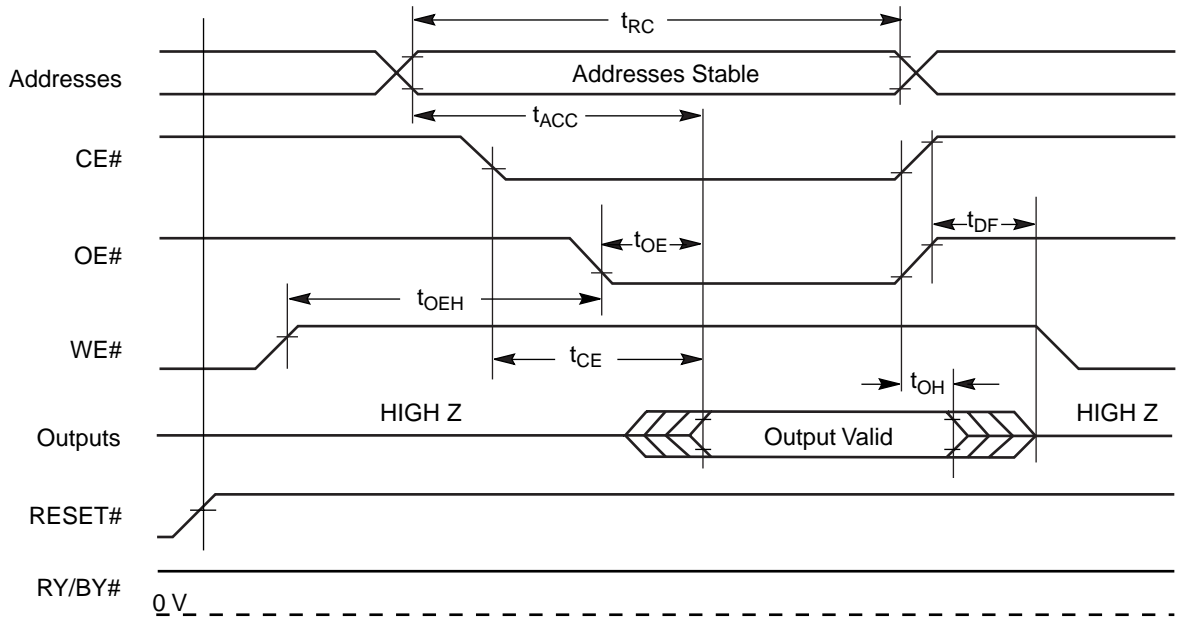 tRC
Addresses
Addresses Stable
tACC
CE#
tDF
OE#
tOE
tOEH
WE#
tCE
tOH
HIGH Z
HIGH Z
Outputs
Output Valid
RESET#
RY/BY#
0 V